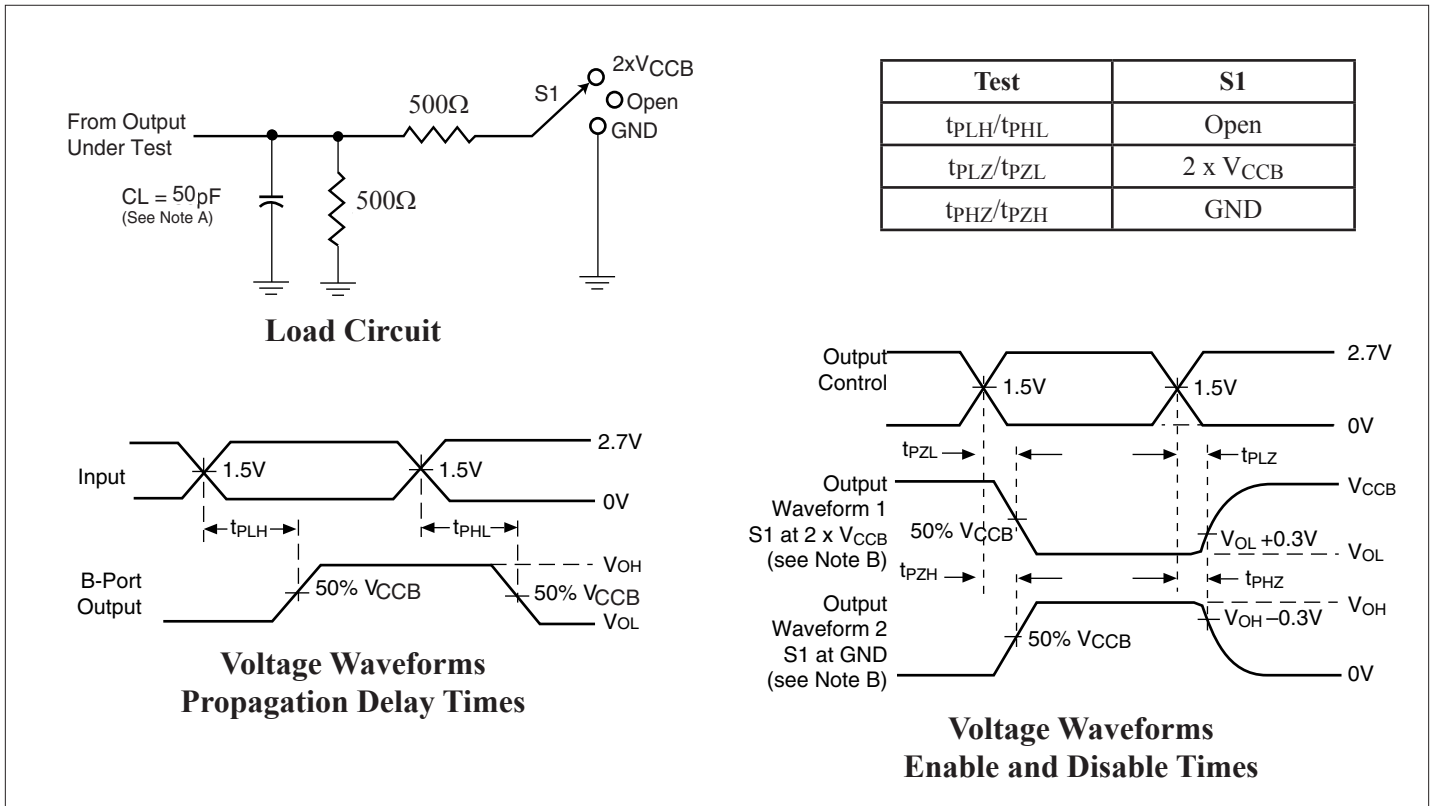 2xVCCB
S1
Open
500Ω
GND
From Output
Under Test
CL = 50pF
(See Note A)
500Ω
Load Circuit
Test S1
tPLH/tPHL Open
tPLZ/tPZL 2 x VCCB
tPHZ/tPZH GND
Input
2.7V
1.5V
1.5V
0V
tPLH
tPHL
B-Port
Output
VOH
50% VCCB
50% VCCB
VOL
Voltage Waveforms
Propagation Delay Times
Output
Control
2.7V
1.5V
1.5V
0V
tPZL
tPLZ
Output
Waveform 1
S1 at 2 x VCCB
(see Note B)
VCCB
50% VCCB
VOL +0.3V
VOL
tPZH
tPHZ
Output
Waveform 2
S1 at GND
(see Note B)
VOH
VOH –0.3V
50% VCCB
0V
Voltage Waveforms
Enable and Disable Times